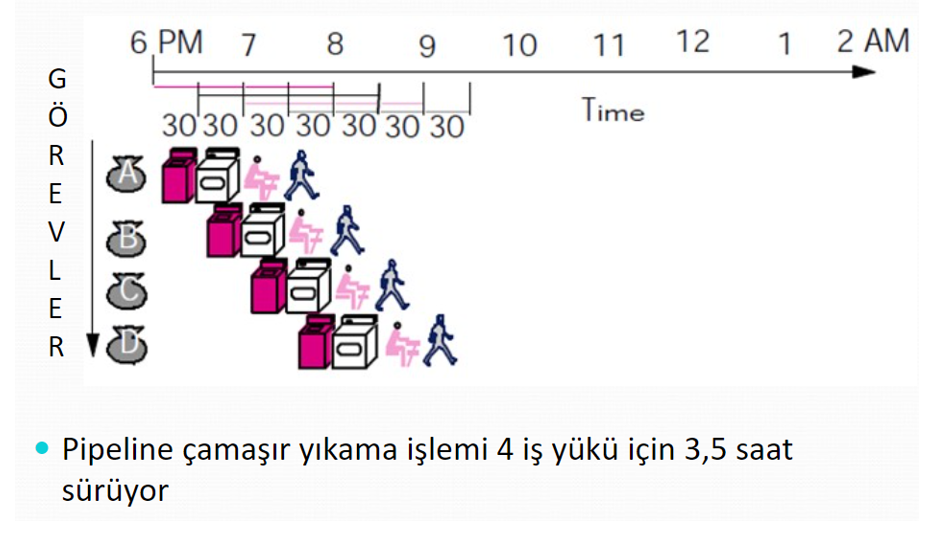 6 PM 7 8 9 10 11 12 1 2 AM
Time
30 30 30 30 30 30 30
GÖREVLER
A
B
C
D
Pipeline çamaşır yıkama işlemi 4 iş yükü için 3,5 saat
sürüyor